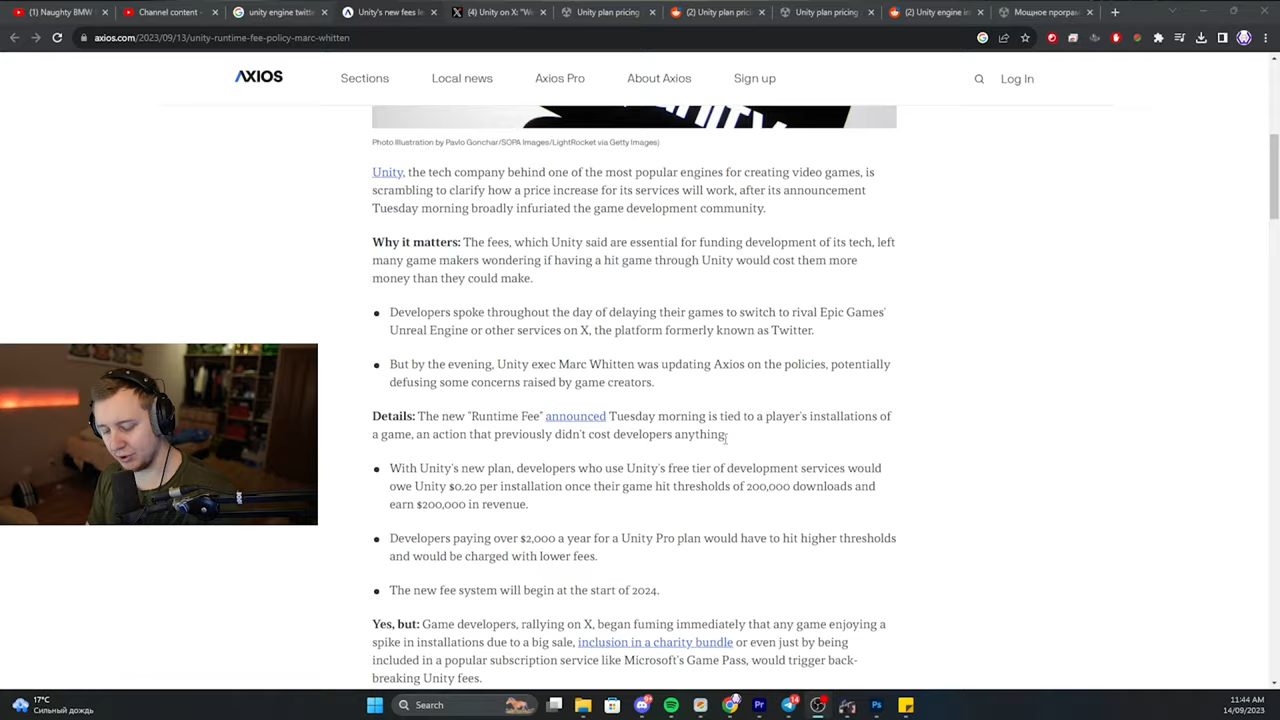 (1) Naughty BMW
Channel content -
unity engine twitte
Unity's new fees le
(4) Unity on X: "We
Unity plan pricing
(2) Unity plan prici
Unity plan pricing
(2) Unity engine in
Мощное програм
axios.com/2023/09/13/unity-runtime-fee-policy-marc-whitten
AXIOS
Sections
Local news
Axios Pro
About Axios
Sign up
Log In
Photo Illustration by Pavlo Gonchar/SOPA Images/LightRocket via Getty Images)
Unity, the tech company behind one of the most popular engines for creating video games, is
scrambling to clarify how a price increase for its services will work, after its announcement
Tuesday morning broadly infuriated the game development community.
Why it matters: The fees, which Unity said are essential for funding development of its tech, left
many game makers wondering if having a hit game through Unity would cost them more
money than they could make.
Developers spoke throughout the day of delaying their games to switch to rival Epic Games'
Unreal Engine or other services on X, the platform formerly known as Twitter.
But by the evening, Unity exec Marc Whitten was updating Axios on the policies, potentially
defusing some concerns raised by game creators.
Details: The new "Runtime Fee" announced Tuesday morning is tied to a player's installations of
a game, an action that previously didn't cost developers anything.
With Unity's new plan, developers who use Unity's free tier of development services would
owe Unity $0.20 per installation once their game hit thresholds of 200,000 downloads and
earn $200,000 in revenue.
Developers paying over $2,000 a year for a Unity Pro plan would have to hit higher thresholds
and would be charged with lower fees.
The new fee system will begin at the start of 2024.
Yes, but: Game developers, rallying on X, began fuming immediately that any game enjoying a
spike in installations due to a big sale, inclusion in a charity bundle or even just by being
included in a popular subscription service like Microsoft's Game Pass, would trigger back-
breaking Unity fees.
17°C
Сильный дождь
Search
11:44 AM
14/09/2023